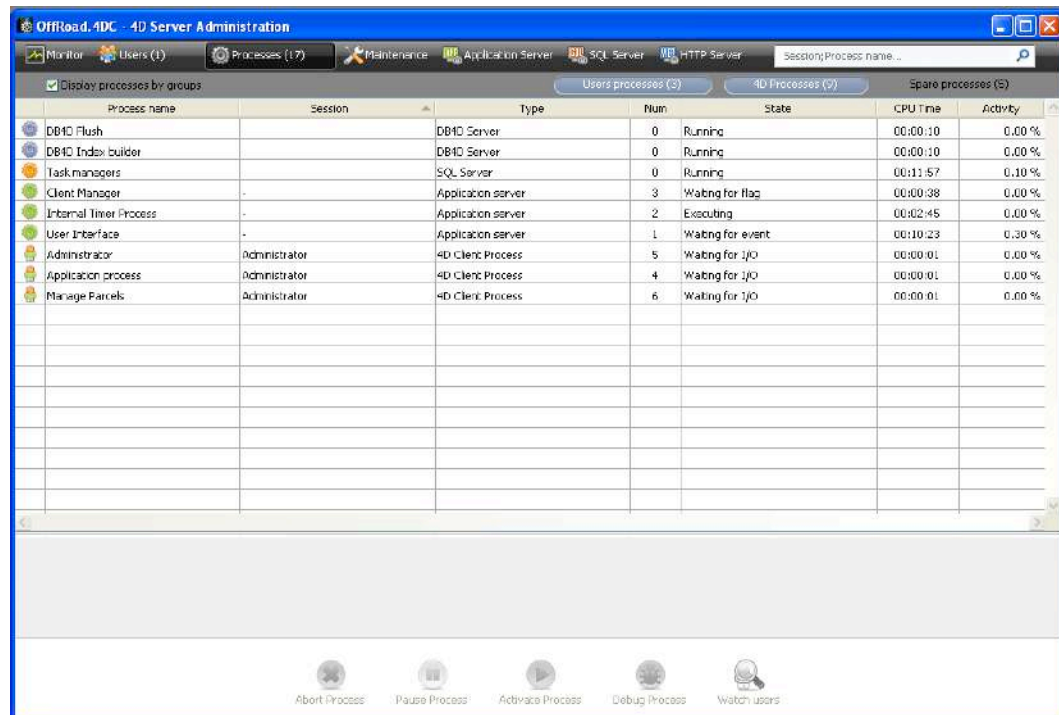 OffRoad.4DC - 4D Server Administration
Monitor Users (1) Processes (17) Maintenance Application Server SQL Server HTTP Server Session;Process name...
Display processes by groups Users processes (3) 4D Processes (9) Spare processes (5)
Process name Session Type Num State CPU Time Activity
DB4D Flush DB4D Server 0 Running 00:00:10 0.00 %
DB4D Index builder DB4D Server 0 Running 00:00:10 0.00 %
Task managers SQL Server 0 Running 00:11:57 0.10 %
Client Manager - Application server 3 Waiting for flag 00:00:38 0.00 %
Internal Timer Process - Application server 2 Executing 00:02:45 0.00 %
User Interface - Application server 1 Waiting for event 00:10:23 0.30 %
Administrator Administrator 4D Client Process 5 Waiting for I/O 00:00:01 0.00 %
Application process Administrator 4D Client Process 4 Waiting for I/O 00:00:01 0.00 %
Manage Parcels Administrator 4D Client Process 6 Waiting for I/O 00:00:01 0.00 %
Abort Process Pause Process Activate Process Debug Process Watch users